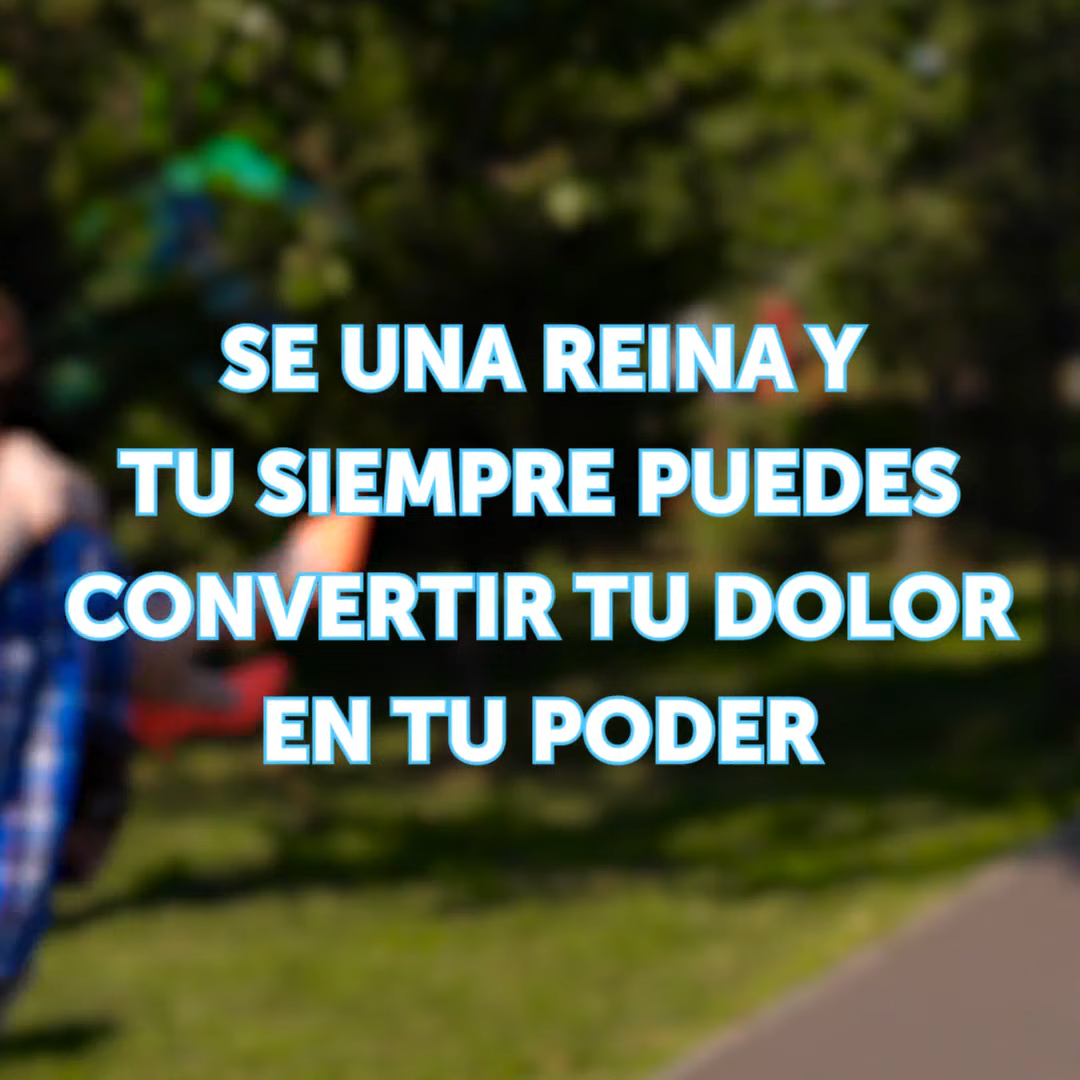 SE UNA REINA Y
TU SIEMPRE PUEDES
CONVERTIR TU DOLOR
EN TU PODER